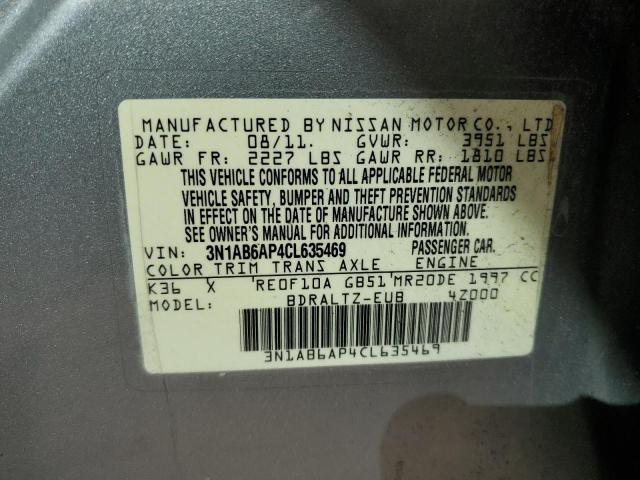 MANUFACTURED BY NISSAN MOTOR CO., LTD
DATE: 08/11. GVWR: 3951 LBS
GAWR FR: 2227 LBS GAWR RR: 1810 LBS
THIS VEHICLE CONFORMS TO ALL APPLICABLE FEDERAL MOTOR
VEHICLE SAFETY, BUMPER AND THEFT PREVENTION STANDARDS
IN EFFECT ON THE DATE OF MANUFACTURE SHOWN ABOVE.
SEE OWNER'S MANUAL FOR ADDITIONAL INFORMATION.
VIN: 3N1AB6AP4CL635469 PASSENGER CAR.
COLOR TRIM TRANS AXLE ENGINE
K36 X RE0F10A GB51 MR20DE 1997 CC
MODEL: BDRALTZ-EUB 4Z000
3N1AB6AP4CL635469